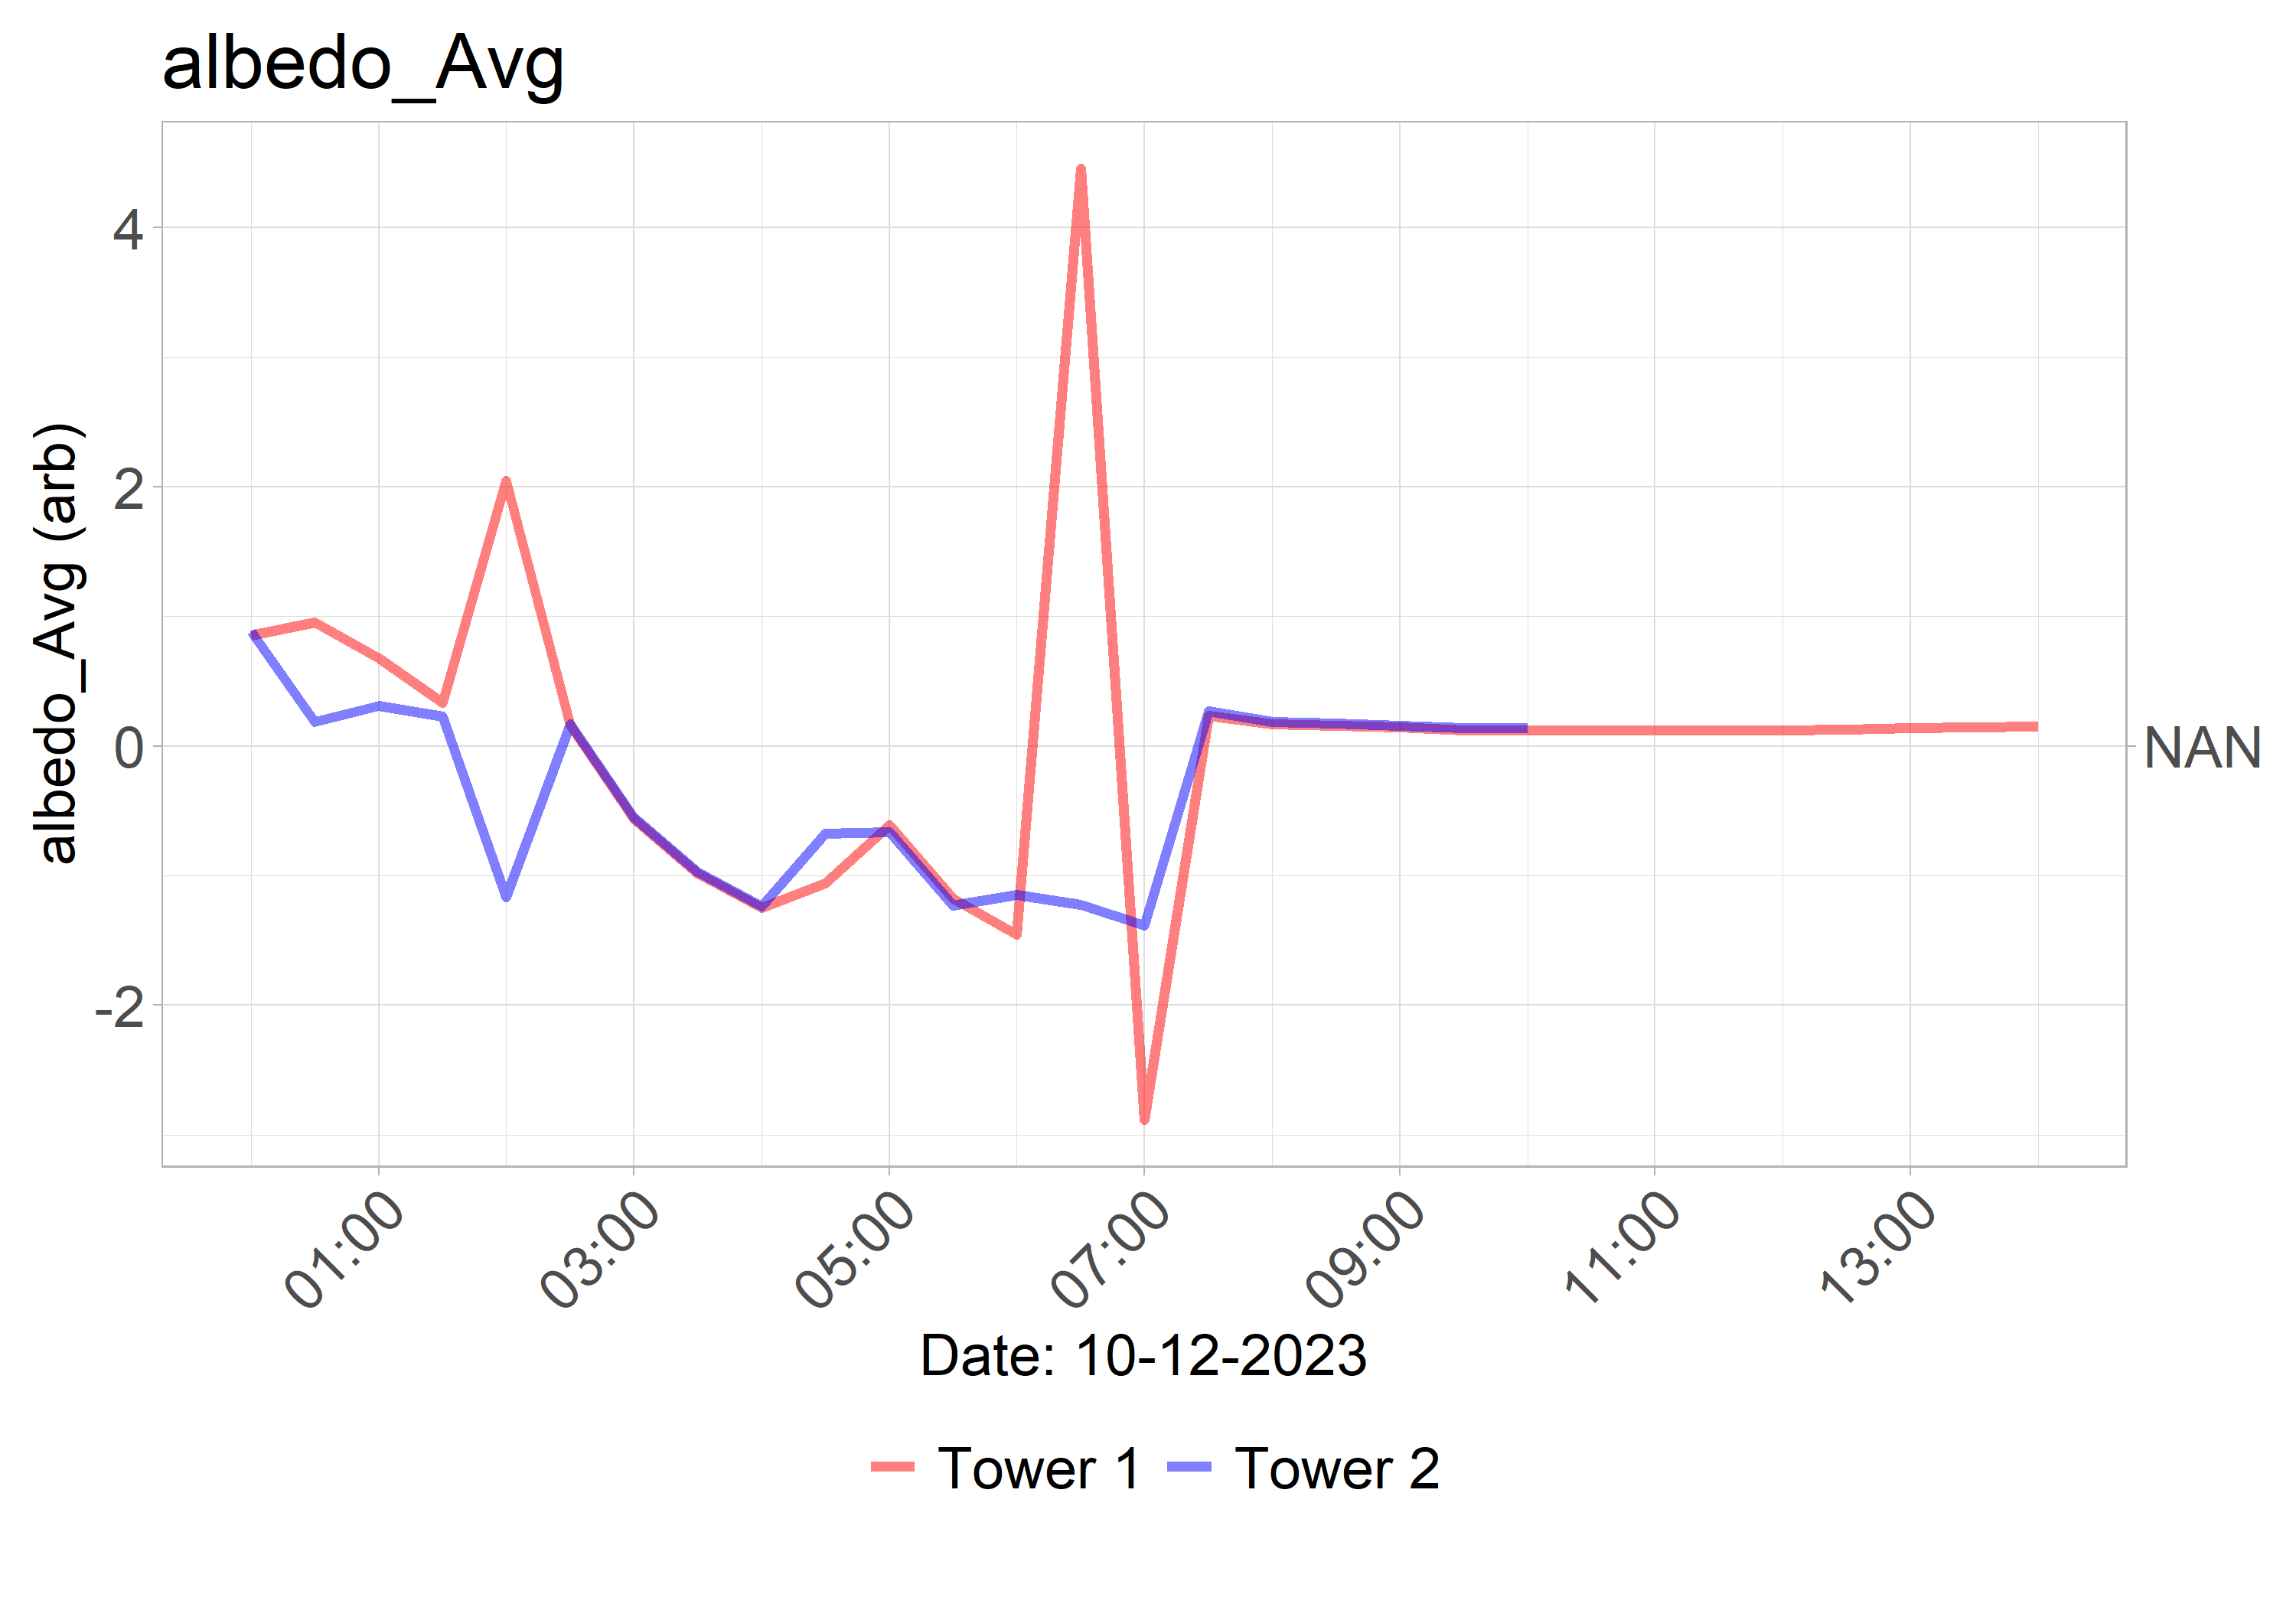 albedo_Avg
albedo_Avg (arb)
4
2
0
-2
NAN
01:00 03:00 05:00 07:00 09:00 11:00 13:00
Date: 10-12-2023
Tower 1 Tower 2